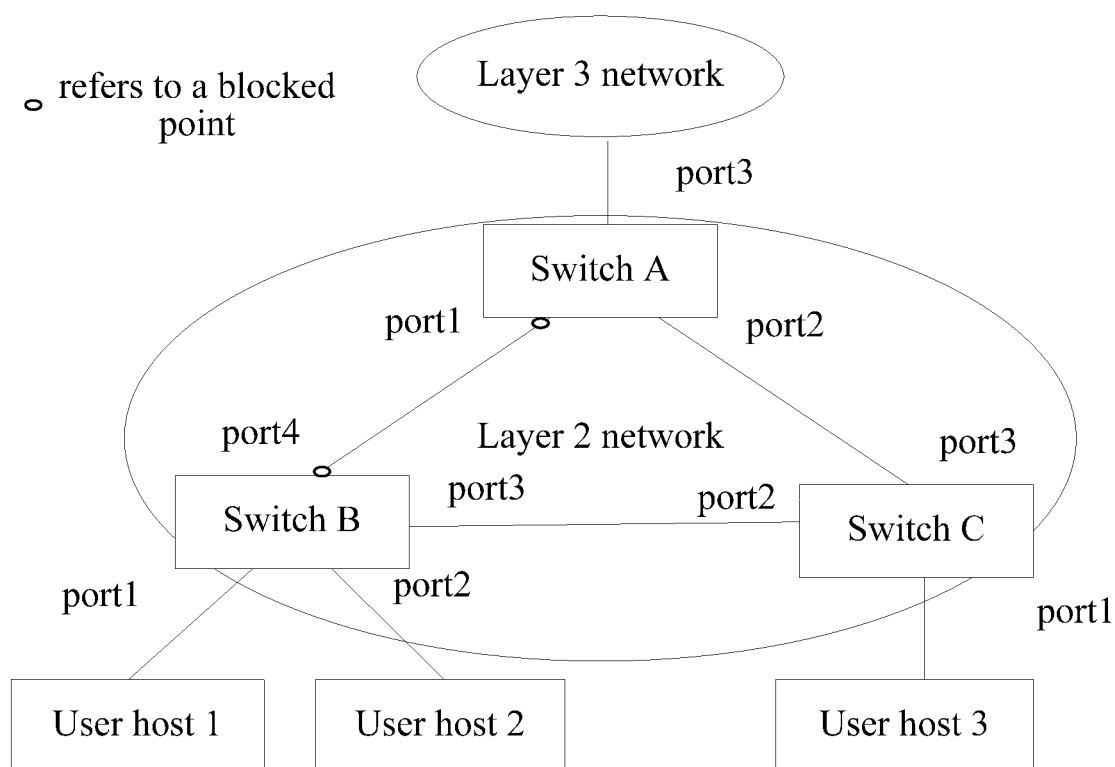 refers to a blocked
point
Layer 3 network
port3
Switch A
port1
port2
port4
Layer 2 network
port3
port3
port2
Switch B
Switch C
port1
port2
port1
User host 1
User host 2
User host 3